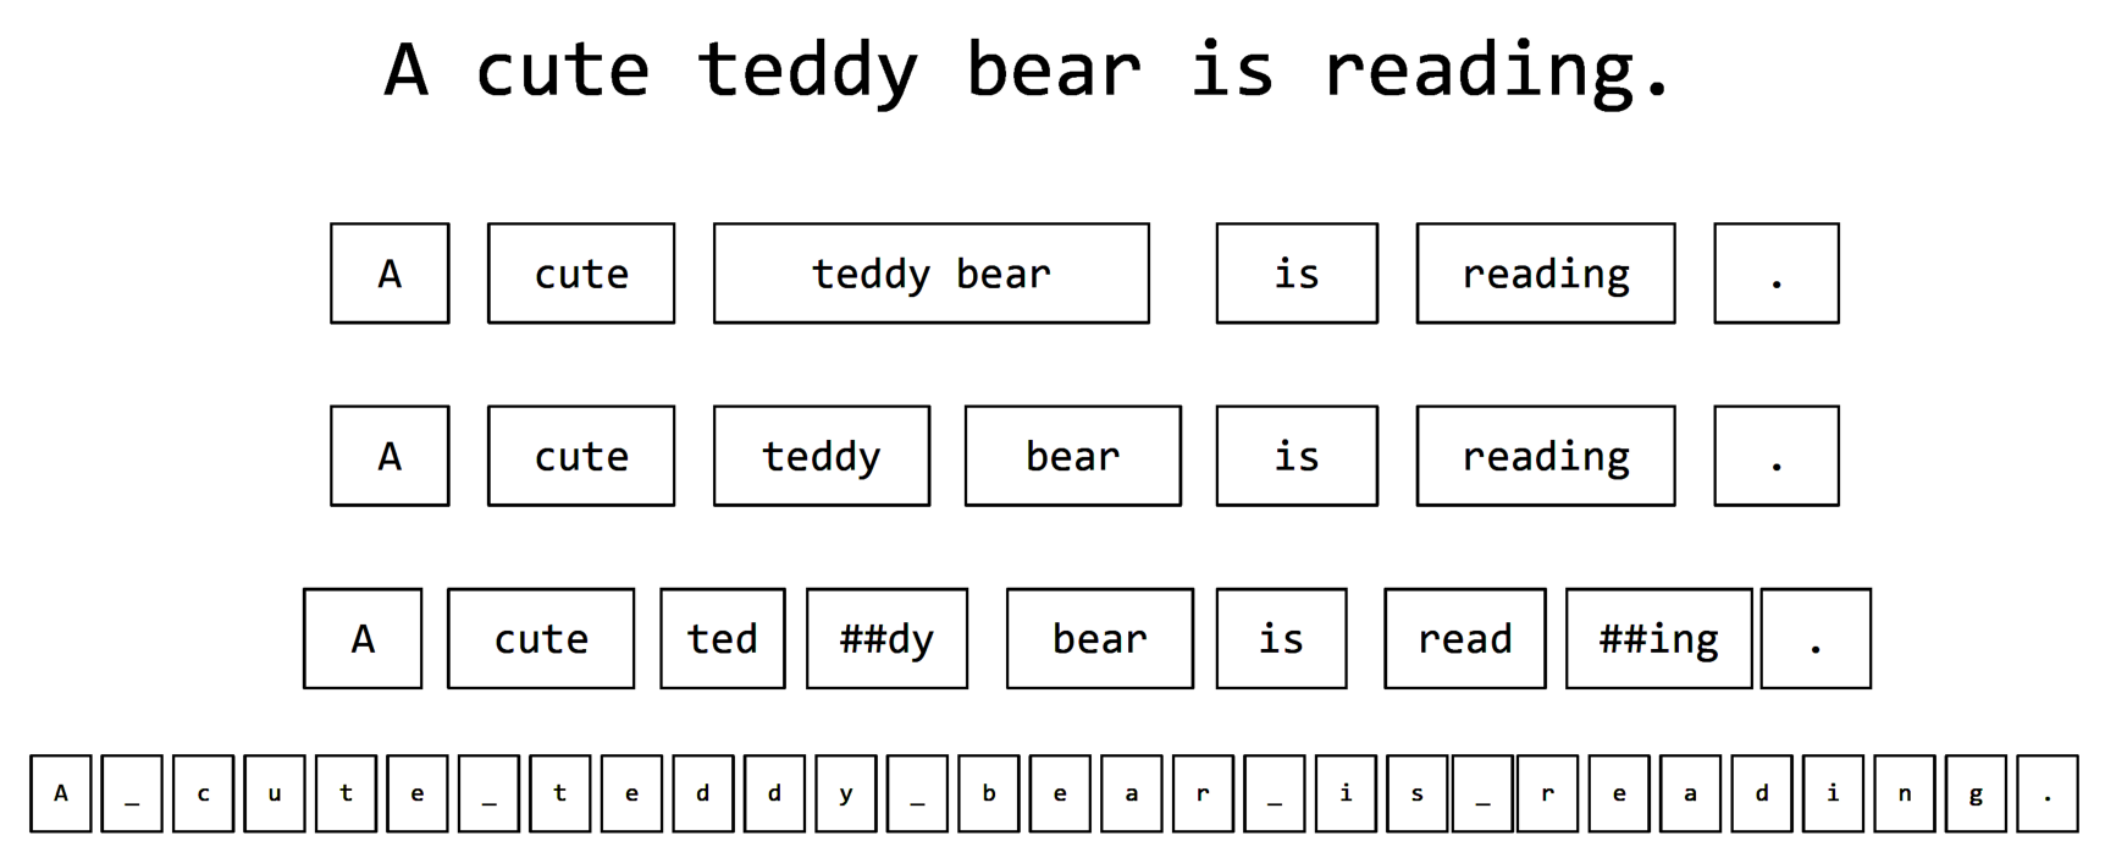 A cute teddy bear is reading.
A cute teddy bear is reading .
A cute teddy bear is reading .
A cute ted ##dy bear is read ##ing .
A _ c u t e _ t e d d y _ b e a r _ i s _ r e a d i n g .